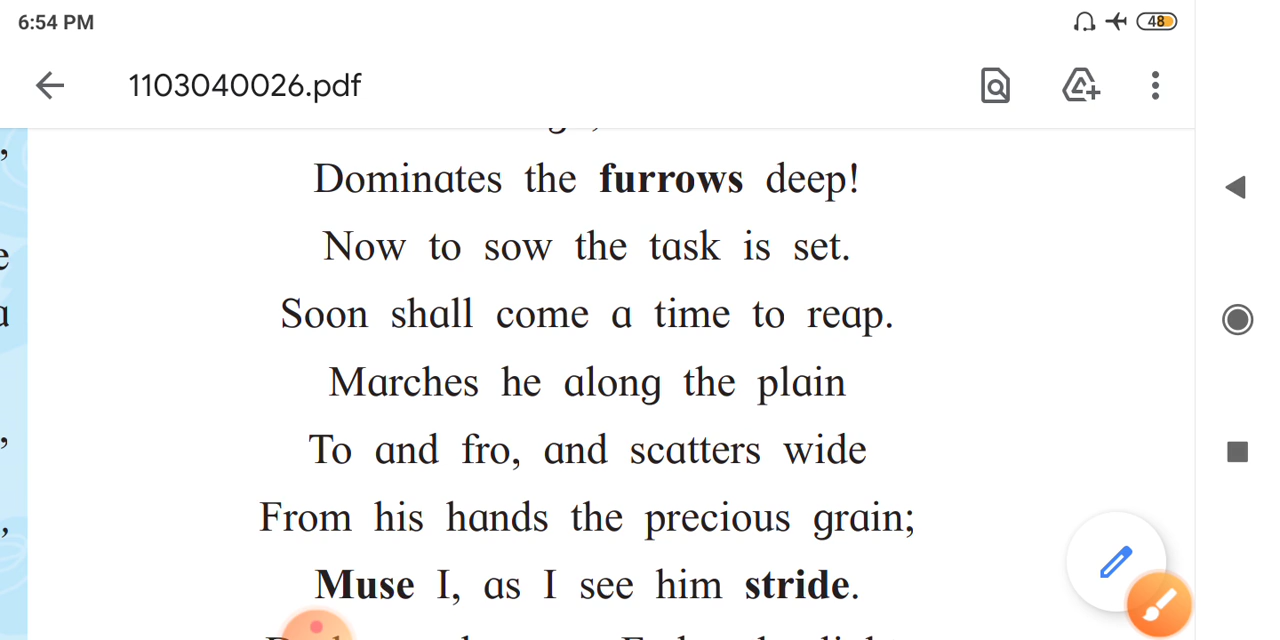 6:54 PM
48
1103040026.pdf
Dominates the furrows deep!
Now to sow the task is set.
Soon shall come a time to reap.
Marches he along the plain
To and fro, and scatters wide
From his hands the precious grain;
Muse I, as I see him stride.